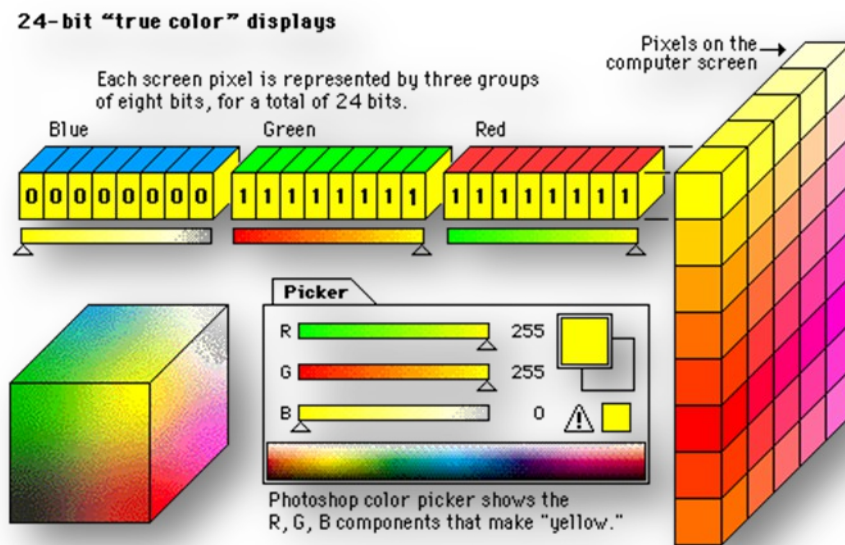 24-bit “true color” displays
Pixels on the
computer screen
Each screen pixel is represented by three groups
of eight bits, for a total of 24 bits.
Blue Green Red
0 0 0 0 0 0 0 0 1 1 1 1 1 1 1 1 1 1 1 1 1 1 1 1
Picker
R 255
G 255
B 0
Photoshop color picker shows the
R, G, B components that make "yellow."